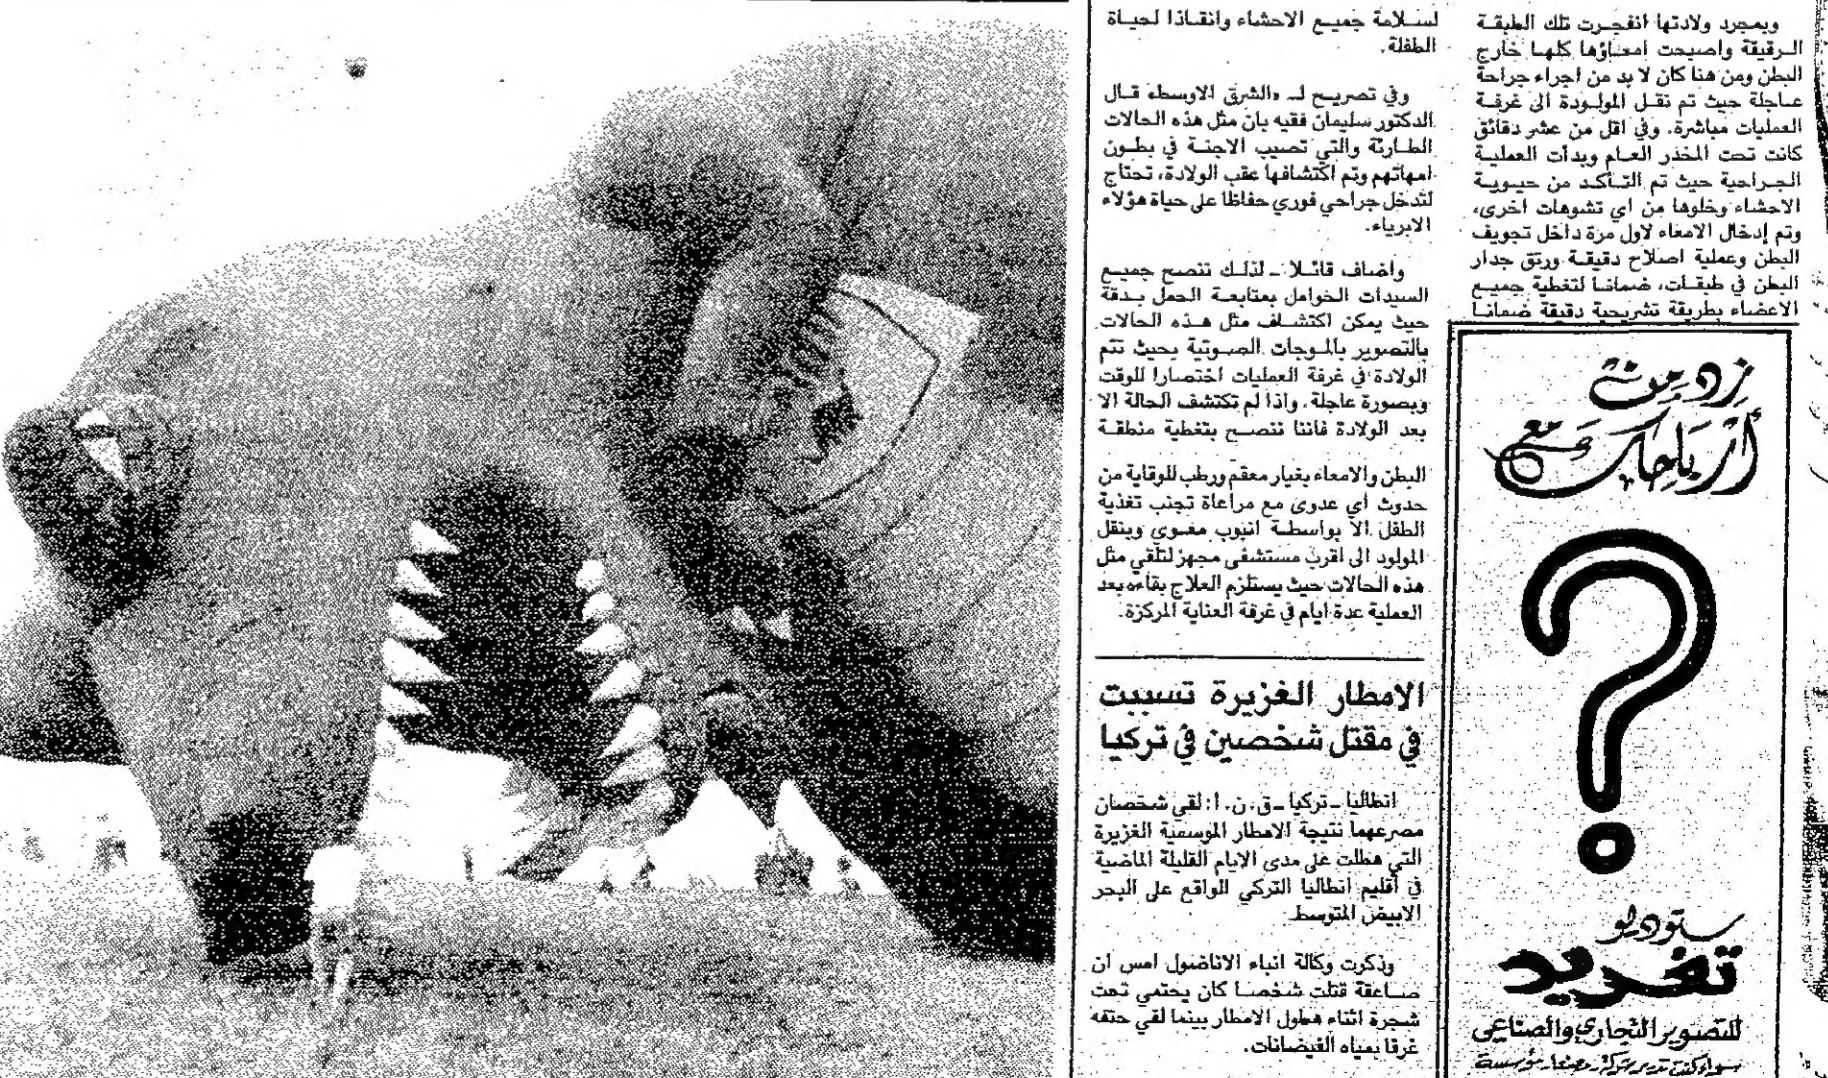 وبمجرد ولادتها انفجرت تلك الطبقة
الرقيقة واصبحت امعاؤها كلها خارج
البطن ومن هنا كان لا بد من اجراء جراحة
عاجلة حيث تم نقل المولودة الى غرفة
العمليات مباشرة، وفي اقل من عشر دقائق
كانت تحت المخذر العام وبدأت العملية
الجراحية حيث تم التأكد من حيوية
الاحشاء وخلوها من اي تشوهات اخرى،
وتم إدخال الامعاء لاول مرة داخل تجويف
البطن وعملية اصلاح دقيقة ورتق جدار
البطن في طبقات، ضمانا لتغطية جميع
الاعضاء بطريقة تشريحية دقيقة ضمانا
لسلامة جميع الاحشاء وانقاذا لحياة
الطفلة.
وفي تصريح لـ «الشرق الاوسط» قال
الدكتور سليمان فقيه بان مثل هذه الحالات
الطارئة والتي تصيب الاجنة في بطون
امهاتهم وتم اكتشافها عقب الولادة، تحتاج
لتدخل جراحي فوري حفاظا على حياة هؤلاء
الابرياء.
واضاف قائلا ـ لذلك ننصح جميع
السيدات الحوامل بمتابعة الحمل بدقة
حيث يمكن اكتشاف مثل هذه الحالات
بالتصوير بالموجات الصوتية بحيث تتم
الولادة في غرفة العمليات اختصارا للوقت
وبصورة عاجلة، واذا لم تكتشف الحالة الا
بعد الولادة فاننا ننصح بتغطية منطقة
البطن والامعاء بغيار معقم ورطب للوقاية من
حدوث أي عدوى مع مراعاة تجنب تغذية
الطفل الا بواسطة انبوب معوي وينقل
المولود الى اقرب مستشفى مجهز لتلقي مثل
هذه الحالات حيث يستلزم العلاج بقاءه بعد
العملية عدة ايام في غرفة العناية المركزة.
الامطار الغزيرة تسببت
في مقتل شخصين في تركيا
انطاليا ـ تركيا ـ ق. ن. ا: لقي شخصان
مصرعهما نتيجة الامطار الموسمية الغزيرة
التي هطلت على مدى الايام القليلة الماضية
في أقليم انطاليا التركي الواقع على البحر
الابيض المتوسط.
وذكرت وكالة انباء الاناضول امس ان
صاعقة قتلت شخصا كان يحتمي تحت
شجرة اثناء هطول الامطار بينما لقي حتفه
غرقا بمياه الفيضانات.
زد من
أرباحك مع
؟
ستوديو
تغريد
للتصوير التجاري والصناعى